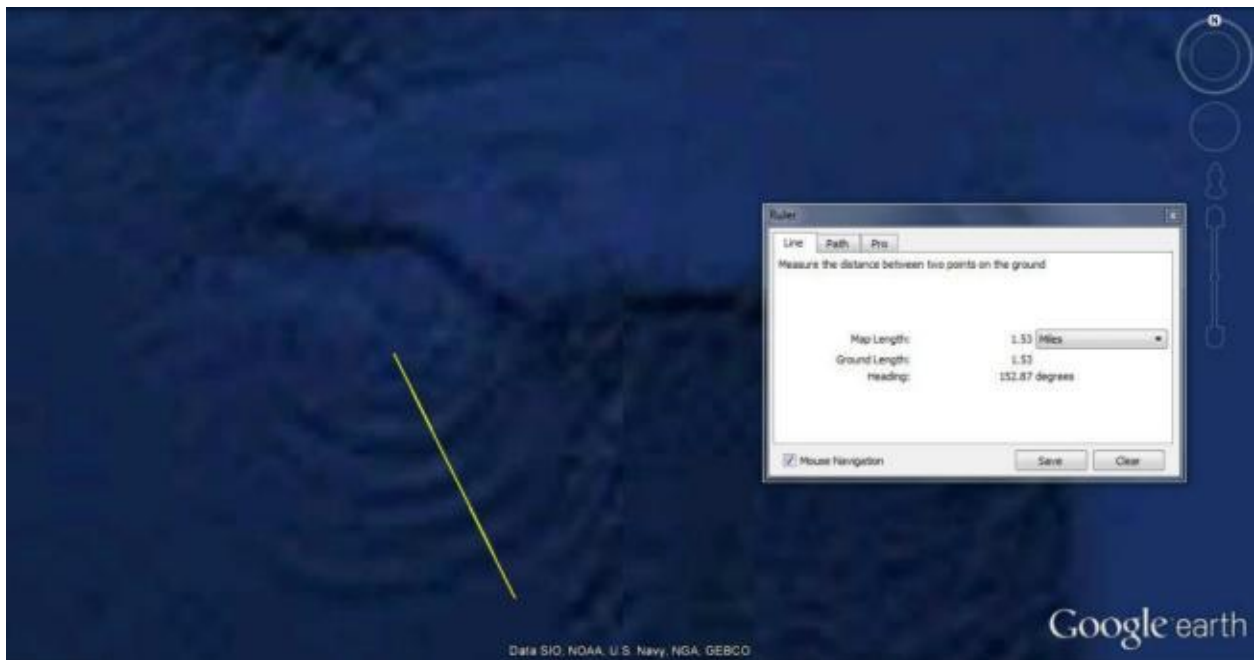 N
Ruler
Line Path Pro
Measure the distance between two points on the ground
Map Length: 1.53 Miles
Ground Length: 1.53
Heading: 152.87 degrees
Mouse Navigation Save Clear
Google earth
Data SIO, NOAA, U.S. Navy, NGA, GEBCO